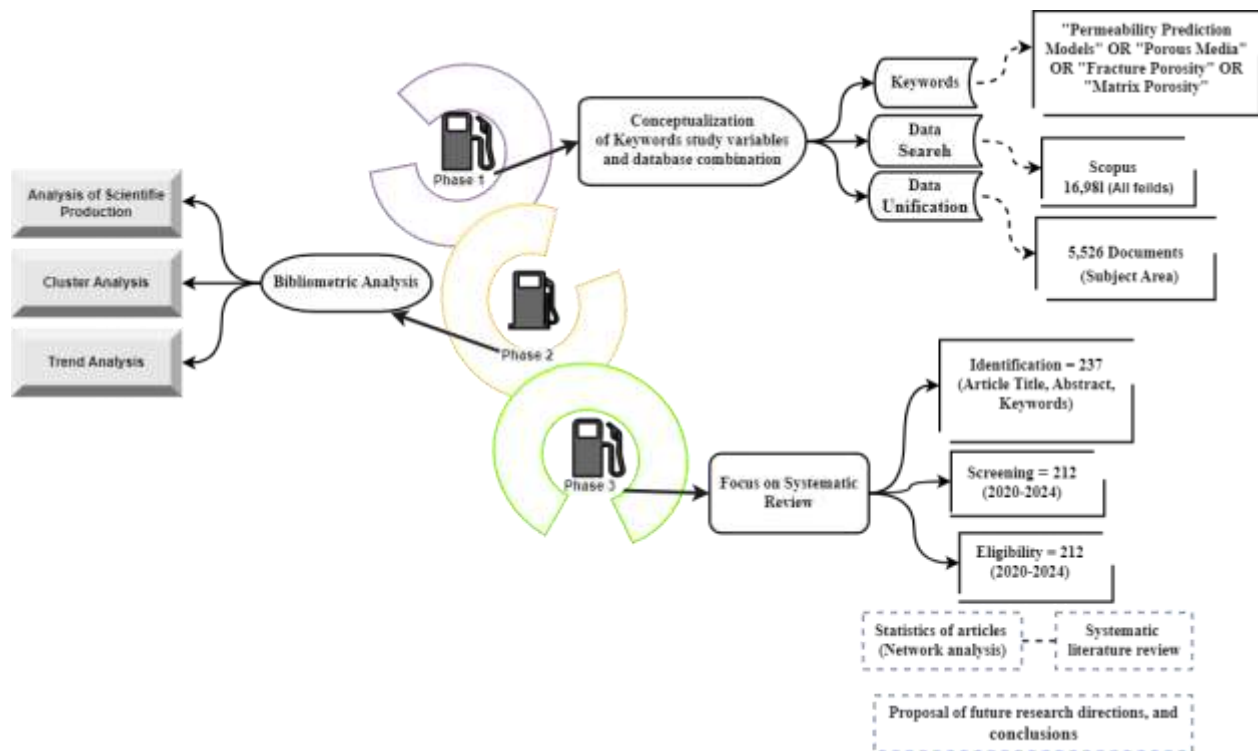 "Permeability Prediction
Models" OR "Porous Media"
OR "Fracture Porosity" OR
"Matrix Porosity"
Keywords
Conceptualization
of Keywords study variables
and database combination
Data
Search
Phase 1
Scopus
16,98l (All feilds)
Data
Unification
5,526 Documents
(Subject Area)
Analysis of Scientifie
Production
Cluster Analysis
Trend Analysis
Bibliometric Analysis
Phase 2
Identification = 237
(Article Title, Abstract,
Keywords)
Phase 3
Focus on Systematic
Review
Screening = 212
(2020-2024)
Eligibility = 212
(2020-2024)
Statistics of articles
(Network analysis)
Systematic
literature review
Proposal of future research directions, and
conclusions